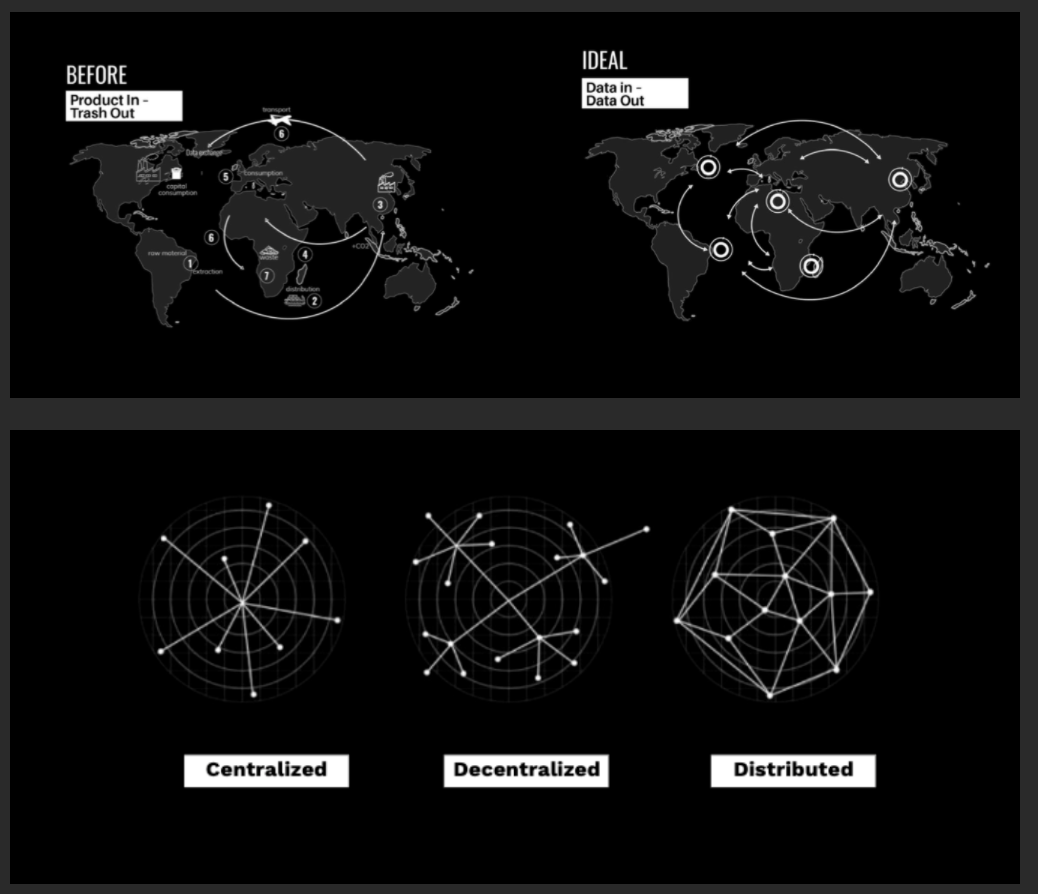 BEFORE
Product In -
Trash Out
transport
6
Data exchange
5
consumption
capital
consumption
3
6
+CO2
raw material
1
extraction
waste
4
7
distribution
2
IDEAL
Data in -
Data Out
Centralized
Decentralized
Distributed